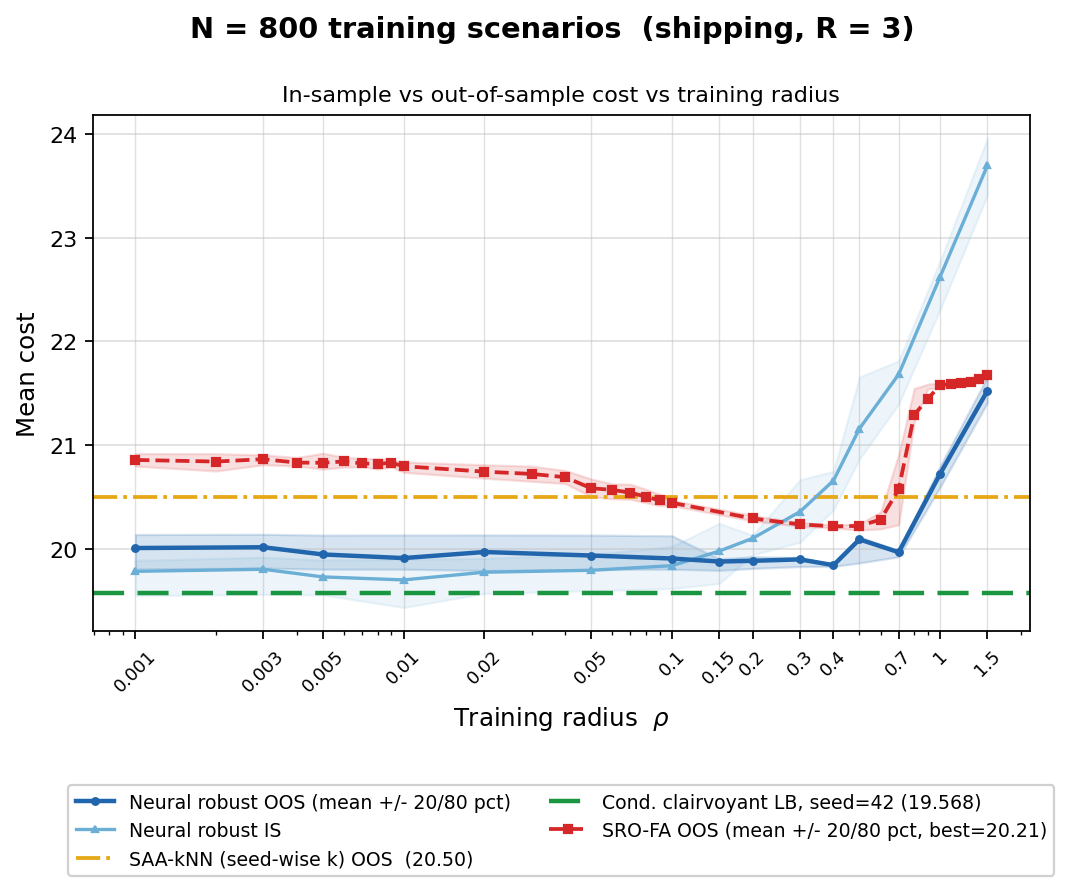 N = 800 training scenarios  (shipping, R = 3)
In-sample vs out-of-sample cost vs training radius
24
23
22
21
20
Mean cost
0.001
0.003
0.005
0.01
0.02
0.05
0.1
0.15
0.2
0.3
0.4
0.7
1
1.5
Training radius  ρ
Neural robust OOS (mean +/- 20/80 pct)
Neural robust IS
SAA-kNN (seed-wise k) OOS  (20.50)
Cond. clairvoyant LB, seed=42 (19.568)
SRO-FA OOS (mean +/- 20/80 pct, best=20.21)